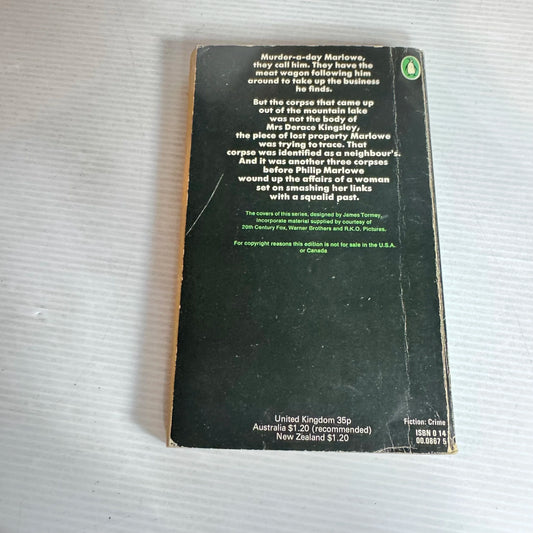 Murder-a-day Marlowe,
they call him. They have the
meat wagon following him
around to take up the business
he finds.
But the corpse that came up
out of the mountain lake
was not the body of
Mrs Derace Kingsley,
the piece of lost property Marlowe
was trying to trace. That
corpse was identified as a neighbour's.
And it was another three corpses
before Philip Marlowe
wound up the affairs of a woman
set on smashing her links
with a squalid past.
The covers of this series, designed by James Tormey,
incorporate material supplied by courtesy of
20th Century Fox, Warner Brothers and R.K.O. Pictures.
For copyright reasons this edition is not for sale in the U.S.A.
or Canada
United Kingdom 35p
Australia $1.20 (recommended)
New Zealand $1.20
Fiction: Crime
ISBN 0 14
00.0867 5